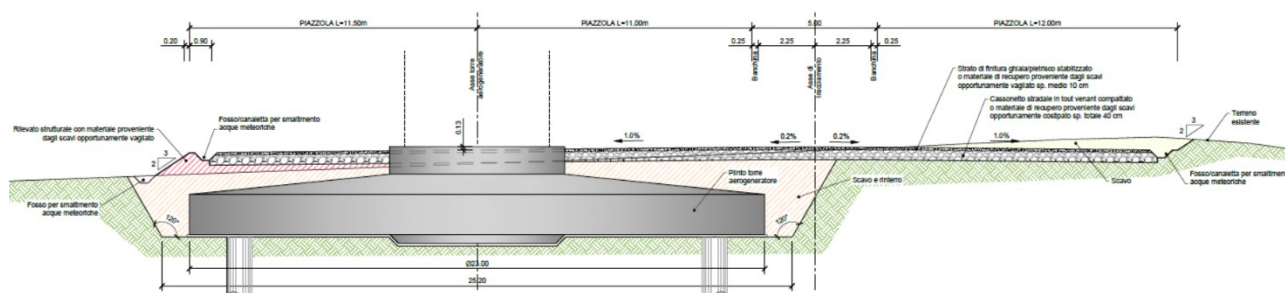 PIAZZOLA L=11.50m
PIAZZOLA L=11.00m
5.00
PIAZZOLA L=12.00m
0.20
0.90
0.25
2.25
2.25
0.25
Banchina
Banchina
Asse torre
aerogeneratore
Asse di
tracciamento
Strato di finitura ghiaia/pietrisco stabilizzato
o materiale di recupero proveniente dagli scavi
opportunamente vagliato sp. medio 10 cm
Cassonetto stradale in tout venant compattato
o materiale di recupero proveniente dagli scavi
opportunamente costipato sp. totale 40 cm
3
2
Terreno
esistente
Fosso/canaletta per smaltimento
acque meteoriche
Rilevato strutturale con materiale proveniente
dagli scavi opportunamente vagliato
3
2
0.13
1.0%
0.2%
0.2%
1.0%
Plinto torre
aerogeneratore
Scavo e rinterro
Scavo
Fosso/canaletta per smaltimen
acque meteoriche
Fosso per smaltimento
acque meteoriche
120°
120°
25.20